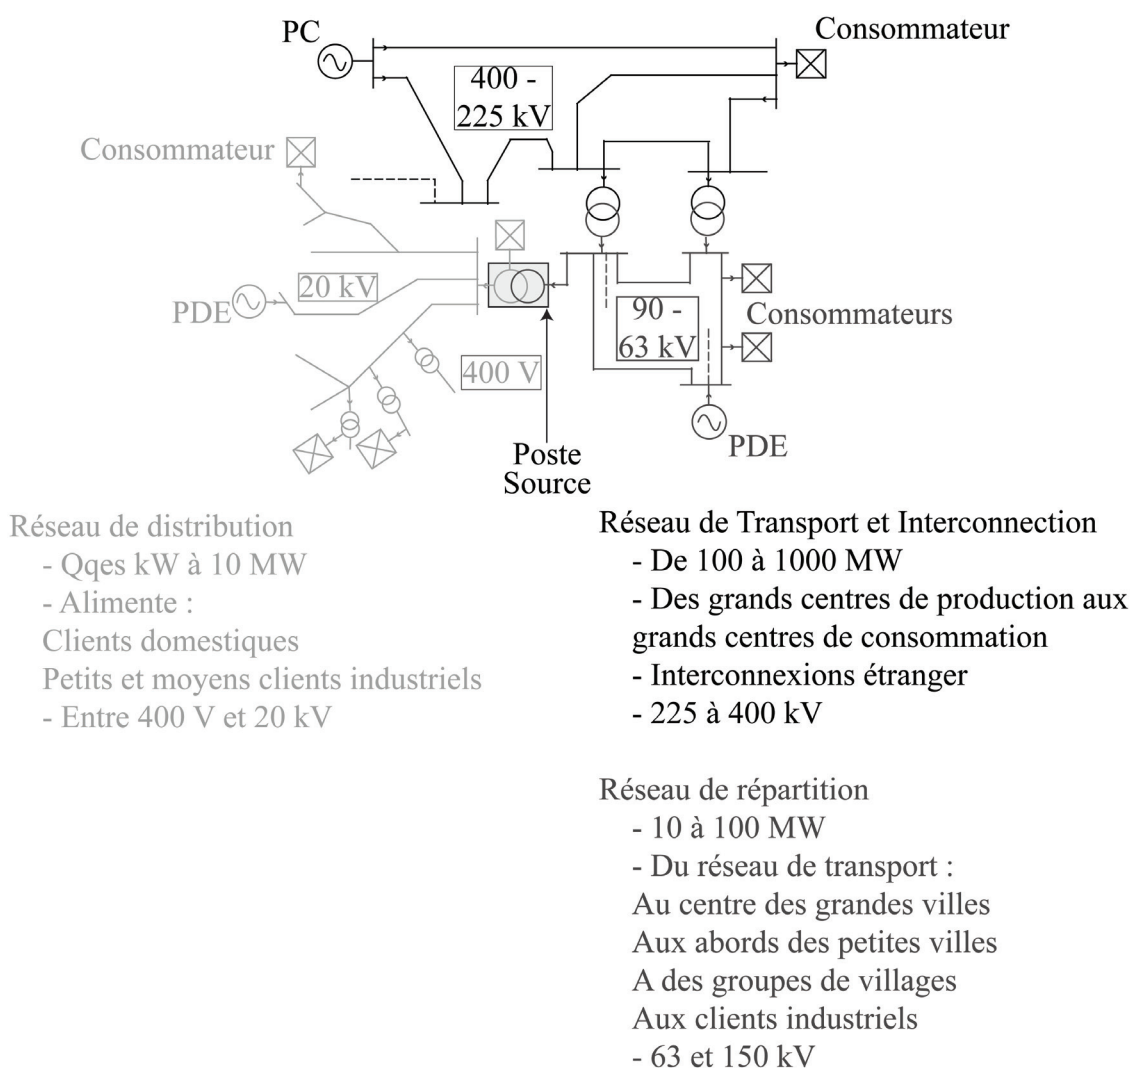 PC
Consommateur
400 -
225 kV
Consommateur
20 kV
PDE
90 -
63 kV
Consommateurs
400 V
PDE
Poste
Source
Réseau de distribution
- Qqes kW à 10 MW
- Alimente :
Clients domestiques
Petits et moyens clients industriels
- Entre 400 V et 20 kV
Réseau de Transport et Interconnection
- De 100 à 1000 MW
- Des grands centres de production aux
grands centres de consommation
- Interconnexions étranger
- 225 à 400 kV
Réseau de répartition
- 10 à 100 MW
- Du réseau de transport :
Au centre des grandes villes
Aux abords des petites villes
A des groupes de villages
Aux clients industriels
- 63 et 150 kV